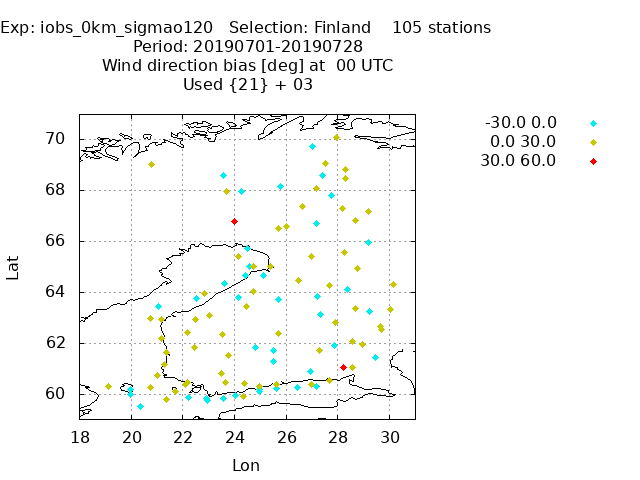 Exp: iobs_0km_sigmao120   Selection: Finland    105 stations
Period: 20190701-20190728
Wind direction bias [deg] at  00 UTC
Used {21} + 03
-30.0 0.0
0.0 30.0
30.0 60.0
70
68
66
64
62
60
18 20 22 24 26 28 30
Lat
Lon